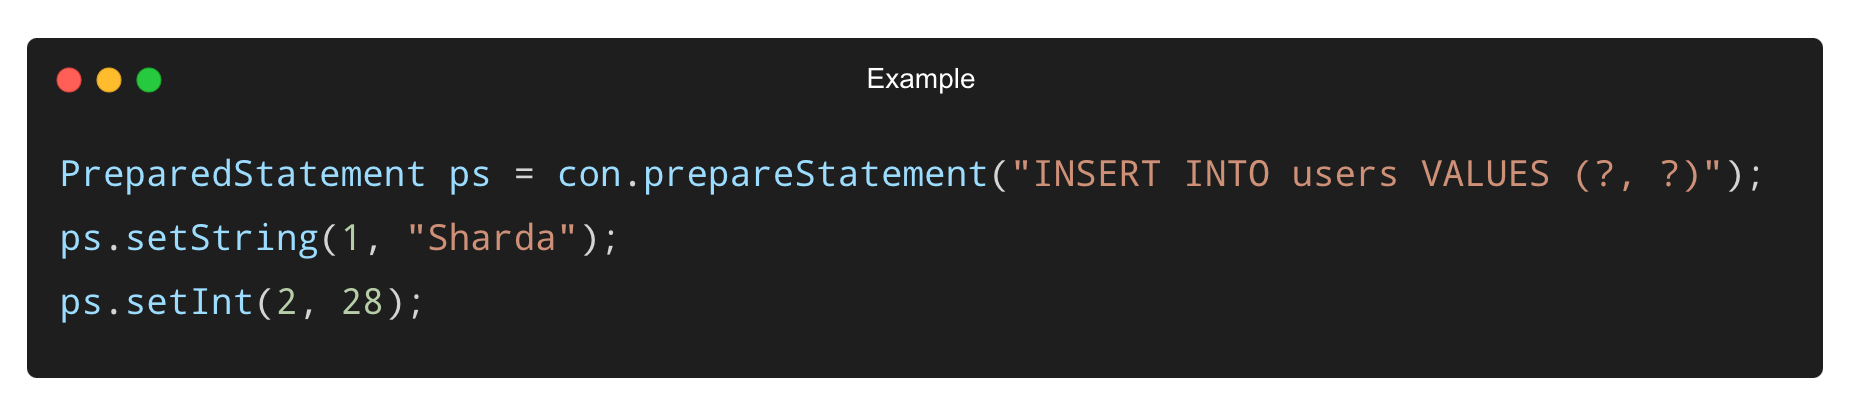 Example
PreparedStatement ps = con.prepareStatement("INSERT INTO users VALUES (?, ?)");
ps.setString(1, "Sharda");
ps.setInt(2, 28);